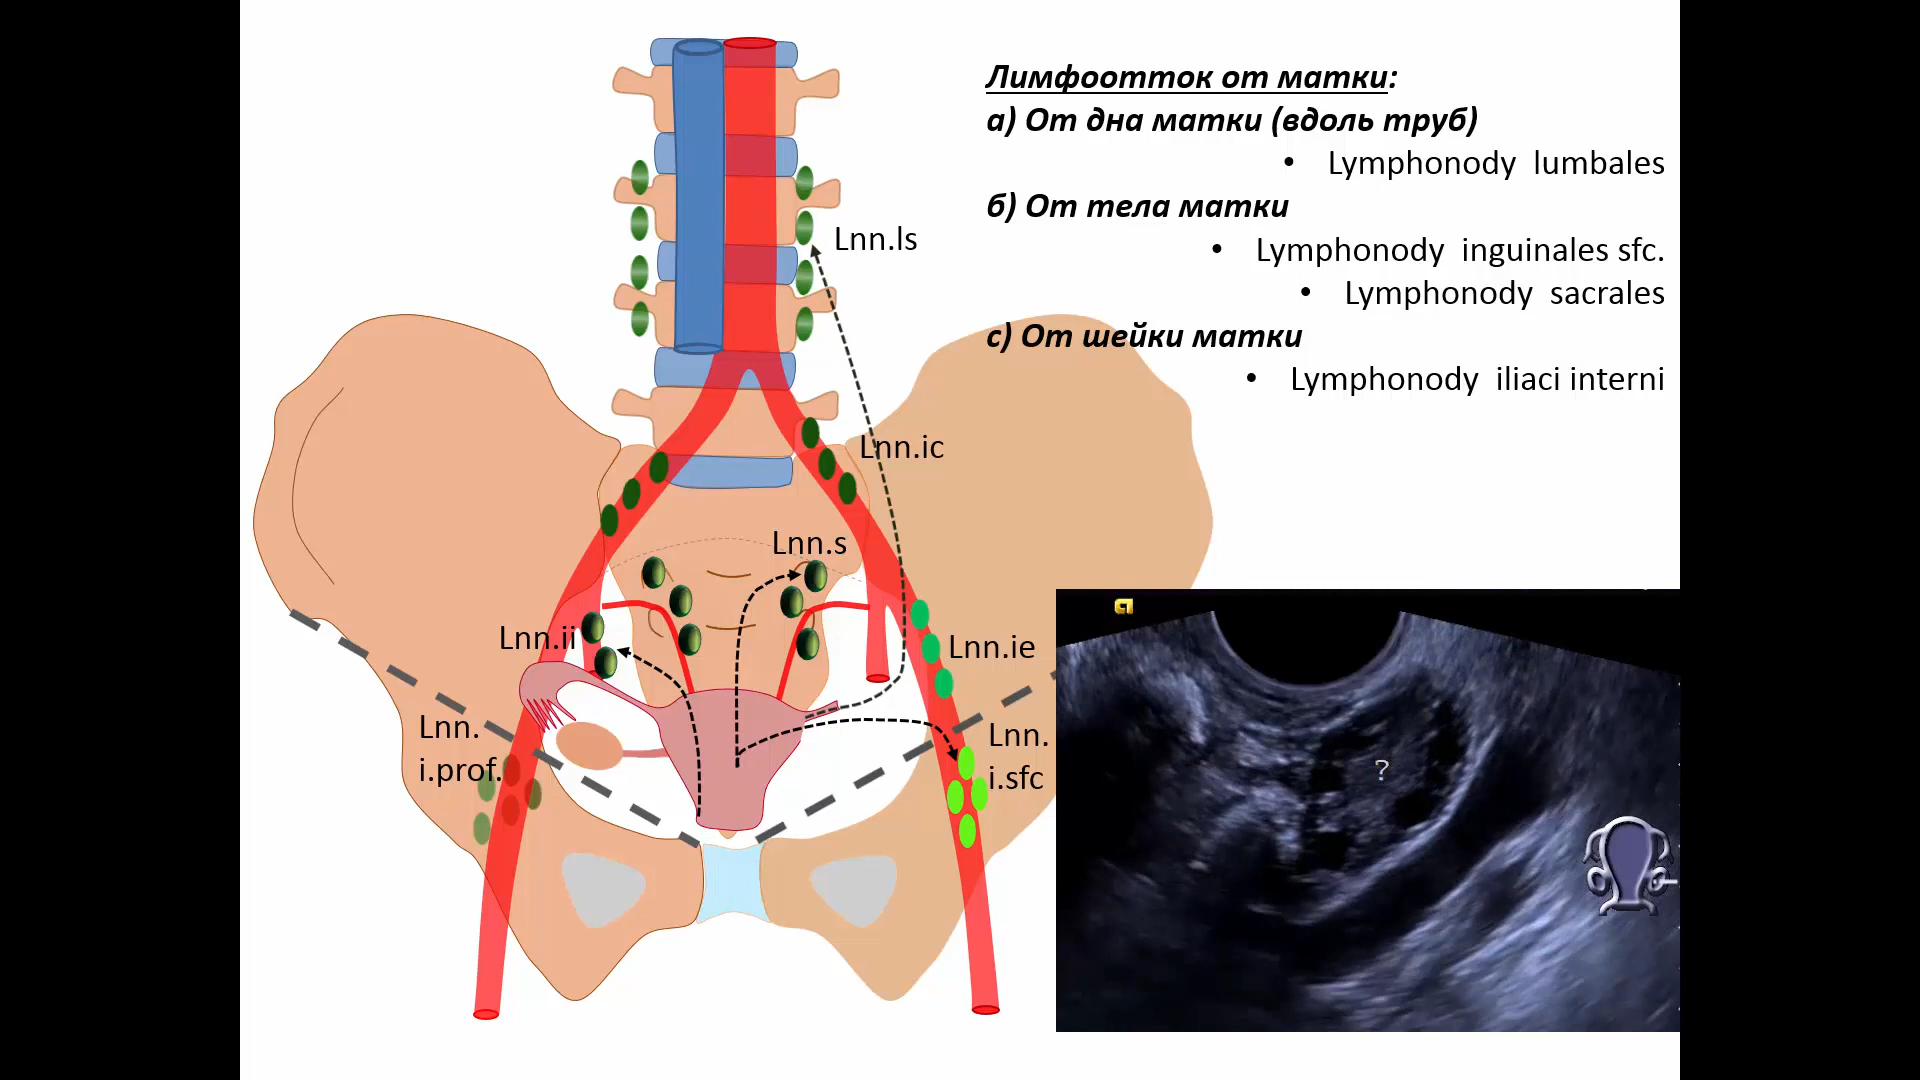 Лимфоотток от матки:
а) От дна матки (вдоль труб)
• Lymphonody lumbales
б) От тела матки
• Lymphonody inguinales sfc.
• Lymphonody sacrales
с) От шейки матки
• Lymphonody iliaci interni
Lnn.ls
Lnn.ic
Lnn.s
Lnn.ii
Lnn.ie
Lnn.
i.prof.
Lnn.
i.sfc
?